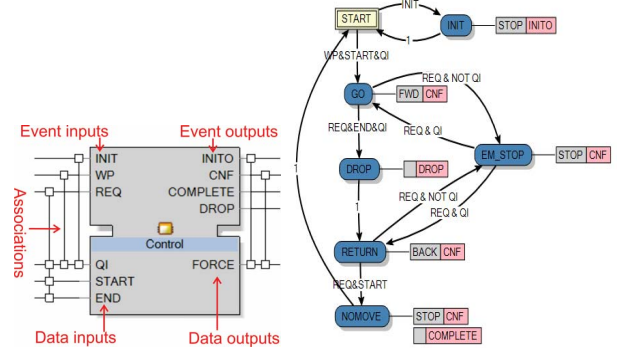 Event inputs
Event outputs
INIT
WP
REQ
INITO
CNF
COMPLETE
DROP
Control
Associations
QI
START
END
FORCE
Data inputs
Data outputs
START
INIT
INIT
STOP INITO
1
WP&START&QI
GO
FWD CNF
REQ & NOT QI
REQ&END&QI
REQ & QI
DROP
DROP
EM_STOP
STOP CNF
1
1
REQ & NOT QI
REQ & QI
RETURN
BACK CNF
REQ&START
NOMOVE
STOP CNF
COMPLETE